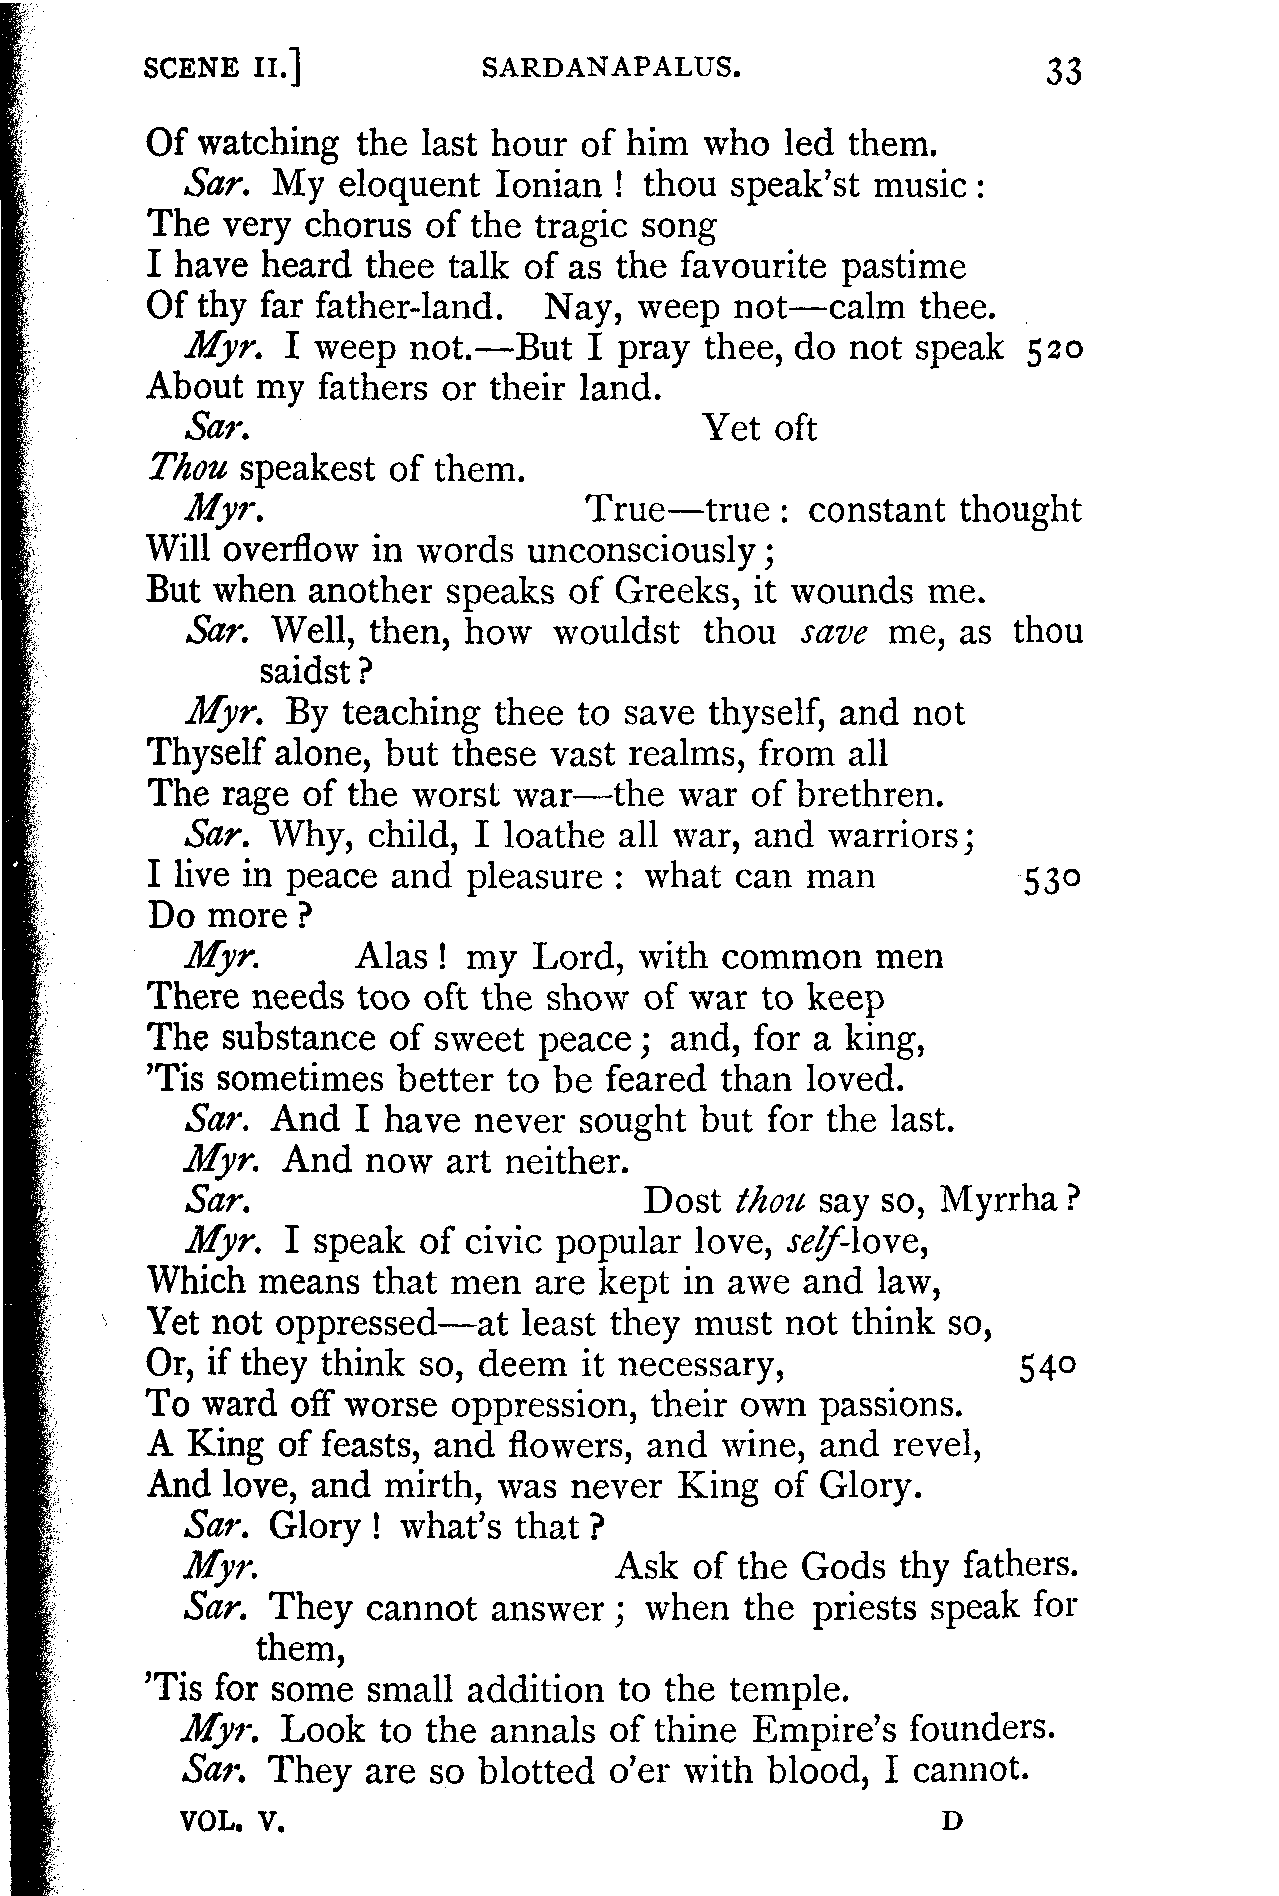 SCENE II.] SARDANAPALUS. 33
Of watching the last hour of him who led them.
Sar. My eloquent Ionian ! thou speak'st music :
The very chorus of the tragic song
I have heard thee talk of as the favourite pastime
Of thy far father-land. Nay, weep not—calm thee.
Myr. I weep not.—But I pray thee, do not speak 520
About my fathers or their land.
Sar. Yet oft
Thou speakest of them.
Myr. True—true : constant thought
Will overflow in words unconsciously ;
But when another speaks of Greeks, it wounds me.
Sar. Well, then, how wouldst thou save me, as thou
saidst ?
Myr. By teaching thee to save thyself, and not
Thyself alone, but these vast realms, from all
The rage of the worst war—the war of brethren.
Sar. Why, child, I loathe all war, and warriors ;
I live in peace and pleasure : what can man 530
Do more ?
Myr. Alas ! my Lord, with common men
There needs too oft the show of war to keep
The substance of sweet peace ; and, for a king,
'Tis sometimes better to be feared than loved.
Sar. And I have never sought but for the last.
Myr. And now art neither.
Sar. Dost thou say so, Myrrha ?
Myr. I speak of civic popular love, self-love,
Which means that men are kept in awe and law,
Yet not oppressed—at least they must not think so,
Or, if they think so, deem it necessary, 540
To ward off worse oppression, their own passions.
A King of feasts, and flowers, and wine, and revel,
And love, and mirth, was never King of Glory.
Sar. Glory ! what's that ?
Myr. Ask of the Gods thy fathers.
Sar. They cannot answer ; when the priests speak for
them,
'Tis for some small addition to the temple.
Myr. Look to the annals of thine Empire's founders.
Sar. They are so blotted o'er with blood, I cannot.
VOL. V. D